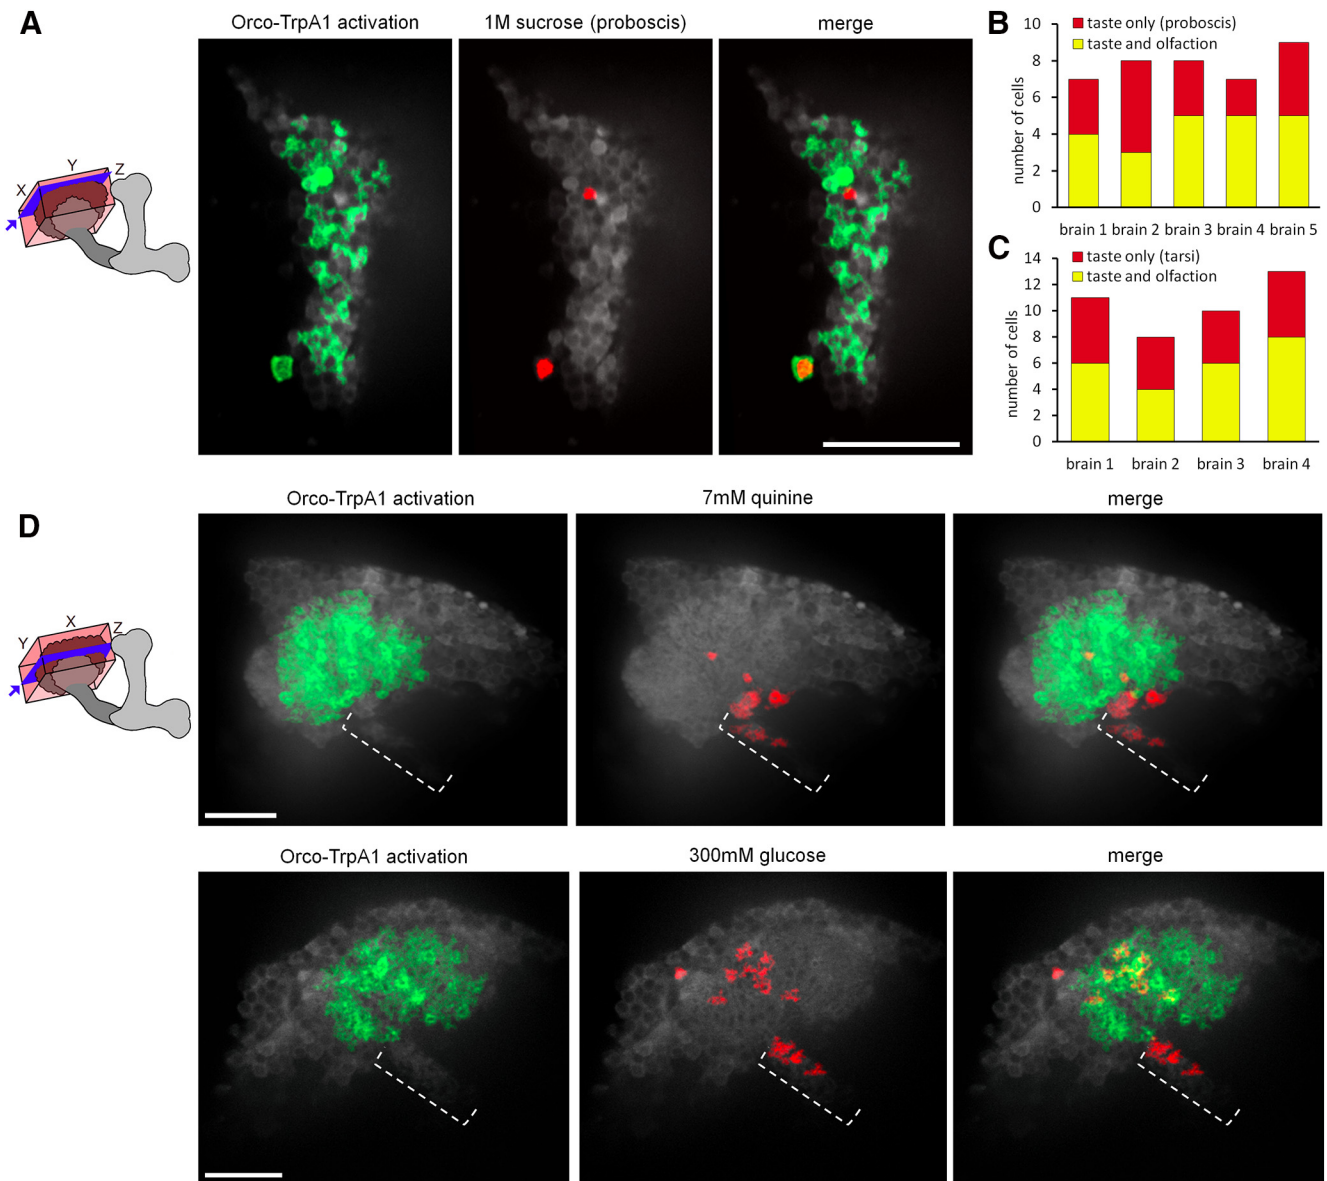 A
Orco-TrpA1 activation
1M sucrose (proboscis)
merge
X
Y
Z
B
taste only (proboscis)
taste and olfaction
number of cells
10
8
6
4
2
0
brain 1 brain 2 brain 3 brain 4 brain 5
C
taste only (tarsi)
taste and olfaction
number of cells
14
12
10
8
6
4
2
0
brain 1 brain 2 brain 3 brain 4
D
Orco-TrpA1 activation
7mM quinine
merge
Y
X
Z
Orco-TrpA1 activation
300mM glucose
merge